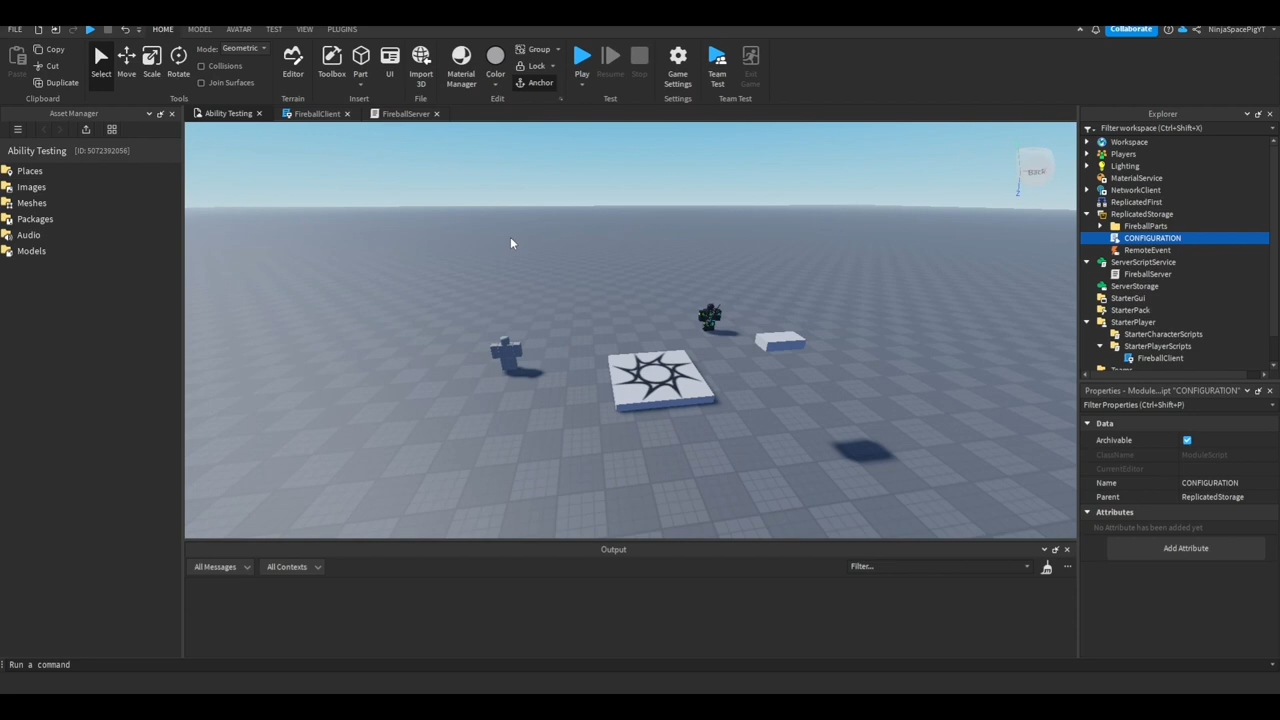 FILE HOME MODEL AVATAR TEST VIEW PLUGINS Collaborate NinjaSpacePigYT
Paste Copy Cut Duplicate Clipboard
Select Move Scale Rotate Mode: Geometric Collisions Join Surfaces Tools
Editor Terrain
Toolbox Part UI Insert
Import 3D File
Material Manager Color Group Lock Anchor Edit
Play Resume Stop Test
Game Settings Settings
Team Test Exit Game Team Test
Asset Manager
Ability Testing [ID: 5072392056]
Places
Images
Meshes
Packages
Audio
Models
Ability Testing FireballClient FireballServer
Back
Z
Output
All Messages All Contexts Filter...
Explorer
Filter workspace (Ctrl+Shift+X)
Workspace
Players
Lighting
MaterialService
NetworkClient
ReplicatedFirst
ReplicatedStorage
FireballParts
CONFIGURATION
RemoteEvent
ServerScriptService
FireballServer
ServerStorage
StarterGui
StarterPack
StarterPlayer
StarterCharacterScripts
StarterPlayerScripts
FireballClient
Properties - Module...ipt "CONFIGURATION"
Filter Properties (Ctrl+Shift+P)
Data
Archivable
ClassName ModuleScript
CurrentEditor
Name CONFIGURATION
Parent ReplicatedStorage
Attributes
No Attribute has been added yet
Add Attribute
Run a command